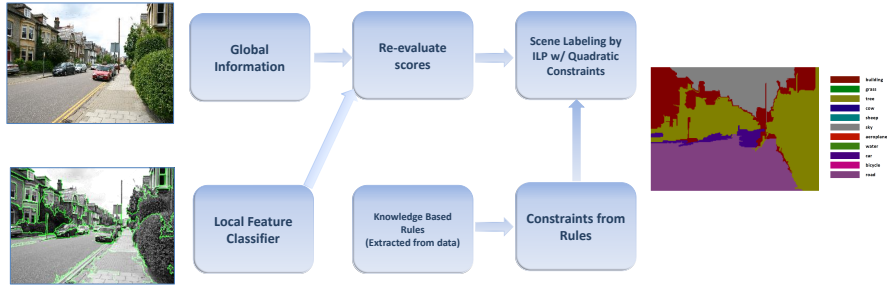 Global
Information
Re-evaluate
scores
Scene Labeling by
ILP w/ Quadratic
Constraints
Local Feature
Classifier
Knowledge Based
Rules
(Extracted from data)
Constraints from
Rules
building
grass
tree
cow
sheep
sky
aeroplane
water
car
bicycle
road